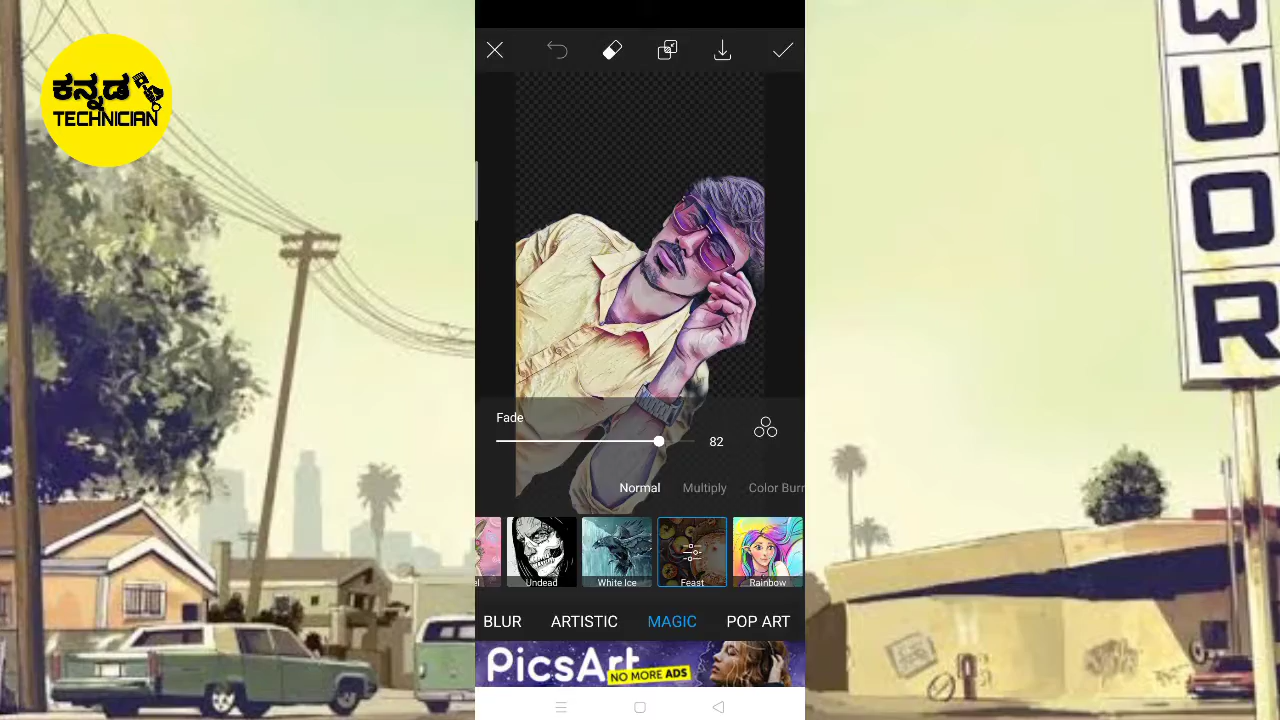 ಕನ್ನಡ
TECHNICIAN
UOR
Fade
82
Normal Multiply Color Burn
Undead White Ice Feast Rainbow
BLUR ARTISTIC MAGIC POP ART
PicsArt
NO MORE ADS